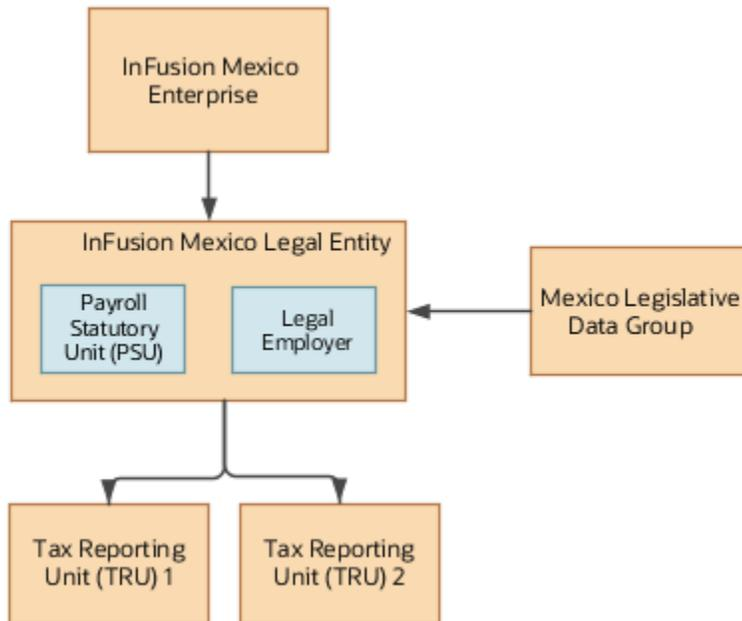 InFusion Mexico
Enterprise
InFusion Mexico Legal Entity
Payroll
Statutory
Unit (PSU)
Legal
Employer
Mexico Legislative
Data Group
Tax Reporting
Unit (TRU) 1
Tax Reporting
Unit (TRU) 2